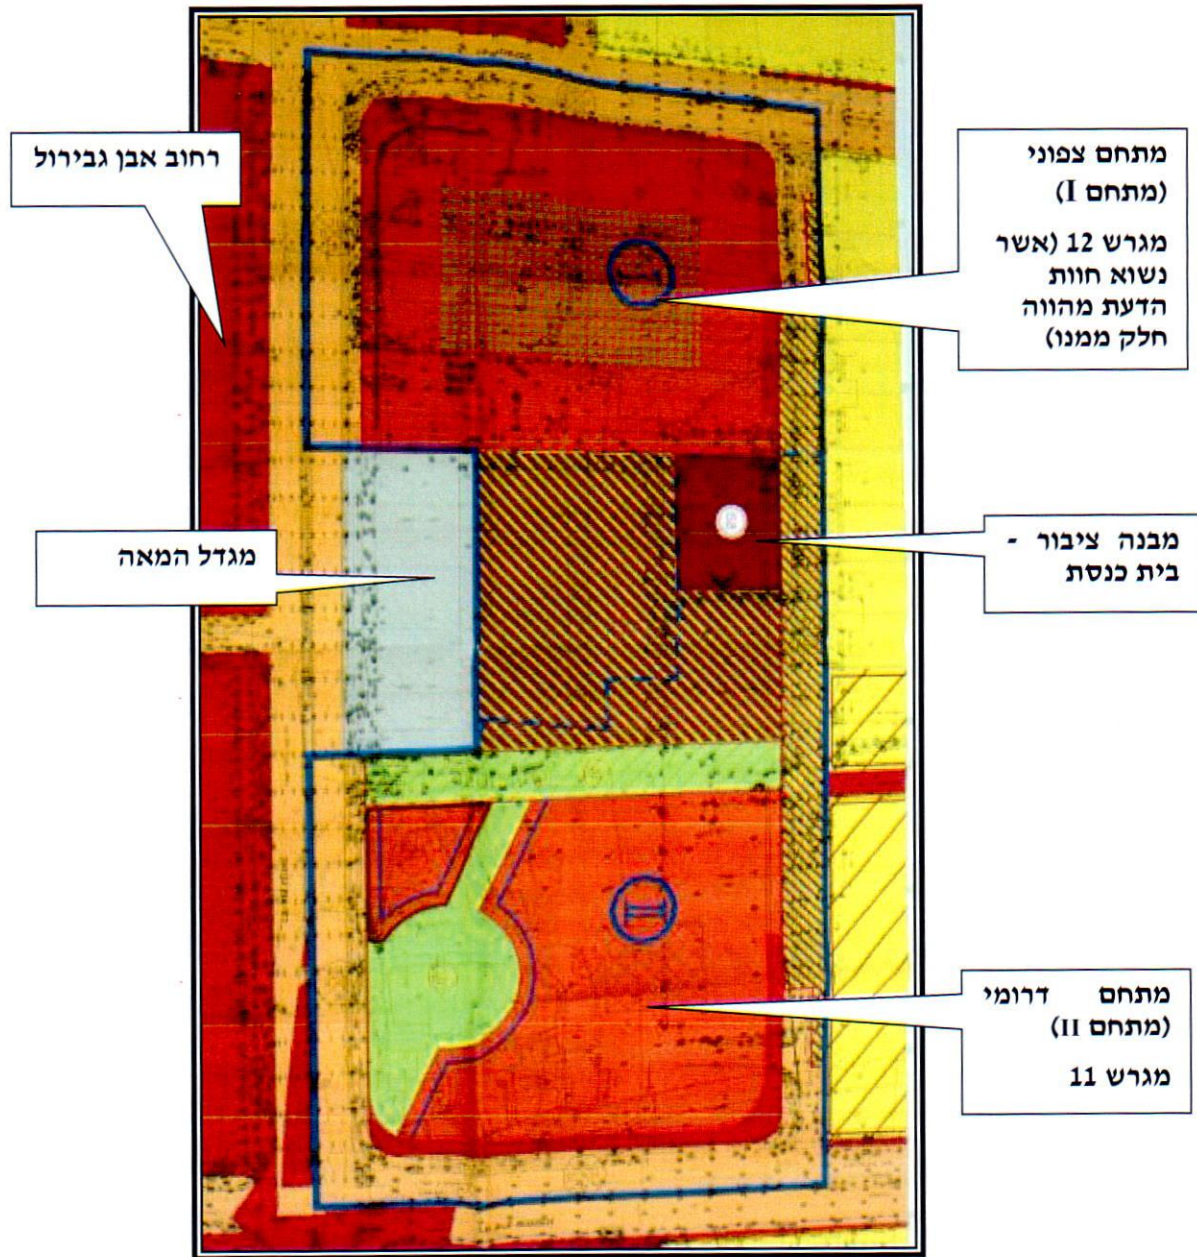 רחוב אבן גבירול
מתחם צפוני
(מתחם I)
מגרש 12 (אשר
נשוא חוות
הדעת מהווה
חלק ממנו)
I
מגדל המאה
מבנה ציבור -
בית כנסת
II
מתחם דרומי
(מתחם II)
מגרש 11